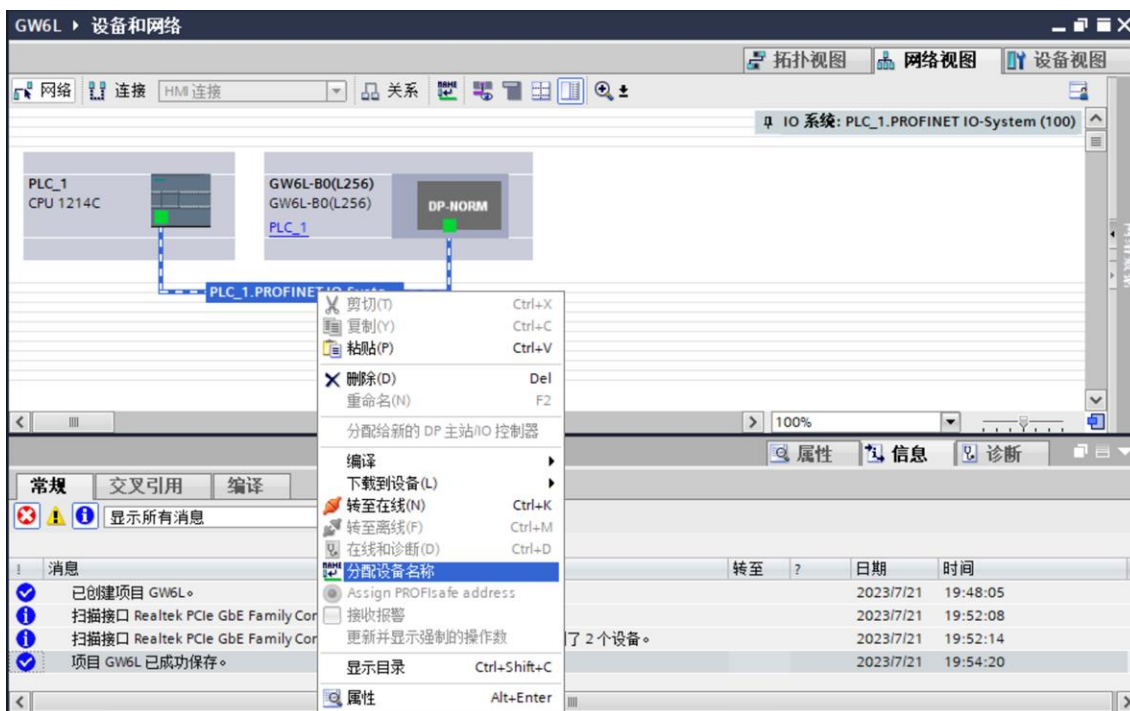 GW6L ▸ 设备和网络
拓扑视图 网络视图 设备视图
网络 连接 HMI 连接 关系
IO 系统: PLC_1.PROFINET IO-System (100)
PLC_1
CPU 1214C
GW6L-B0(L256)
GW6L-B0(L256)
PLC_1
DP-NORM
剪切(T) Ctrl+X
复制(Y) Ctrl+C
粘贴(P) Ctrl+V
删除(D) Del
重命名(N) F2
分配给新的 DP 主站/IO 控制器
编译
下载到设备(L)
转至在线(N) Ctrl+K
转至离线(F) Ctrl+M
在线和诊断(D) Ctrl+D
分配设备名称
Assign PROFIsafe address
接收报警
更新并显示强制的操作数
显示目录 Ctrl+Shift+C
属性 Alt+Enter
100%
属性 信息 诊断
常规 交叉引用 编译
显示所有消息
! 消息 转至 ? 日期 时间
已创建项目 GW6L。 2023/7/21 19:48:05
扫描接口 Realtek PCIe GbE Family 2023/7/21 19:52:08
扫描接口 Realtek PCIe GbE Family 了 2 个设备。 2023/7/21 19:52:14
项目 GW6L 已成功保存。 2023/7/21 19:54:20